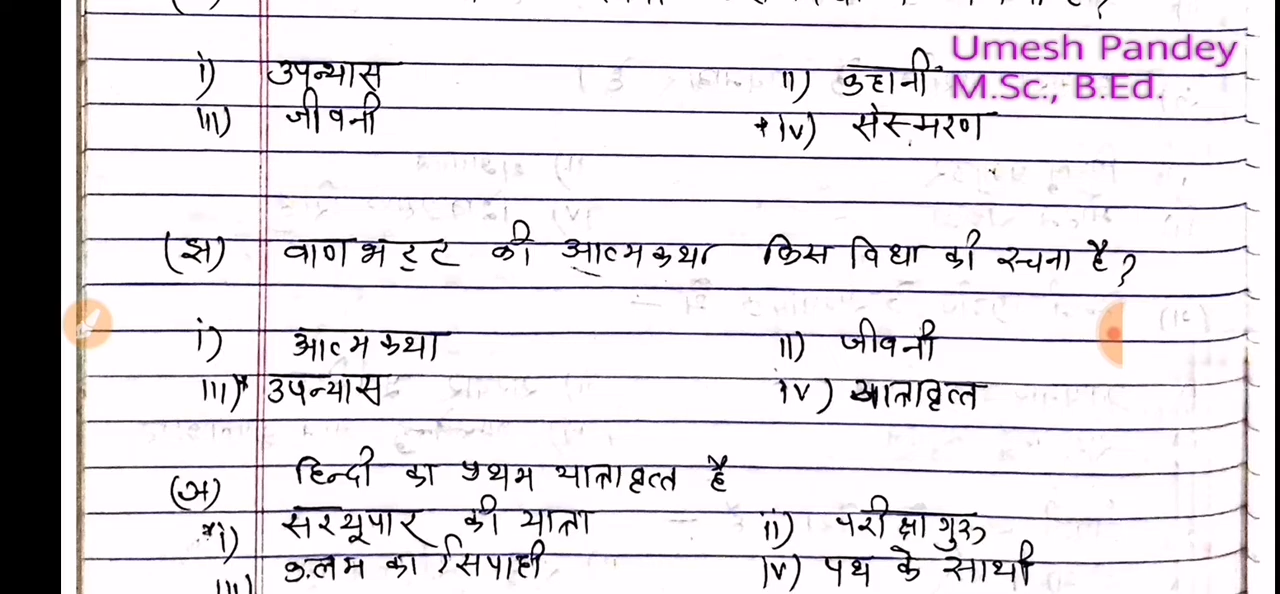 Umesh Pandey
M.Sc., B.Ed.
i) उपन्यास ii) कहानी
iii) जीवनी *iv) संस्मरण
(झ) वाणभट्ट की आत्मकथा किस विधा की रचना है?
i) आत्मकथा ii) जीवनी
iii)* उपन्यास iv) यात्रावृत्त
(ञ) हिन्दी का प्रथम यात्रावृत्त है
*i) सरयूपार की यात्रा ii) परीक्षागुरु
iii) कलम का सिपाही iv) पथ के साथी